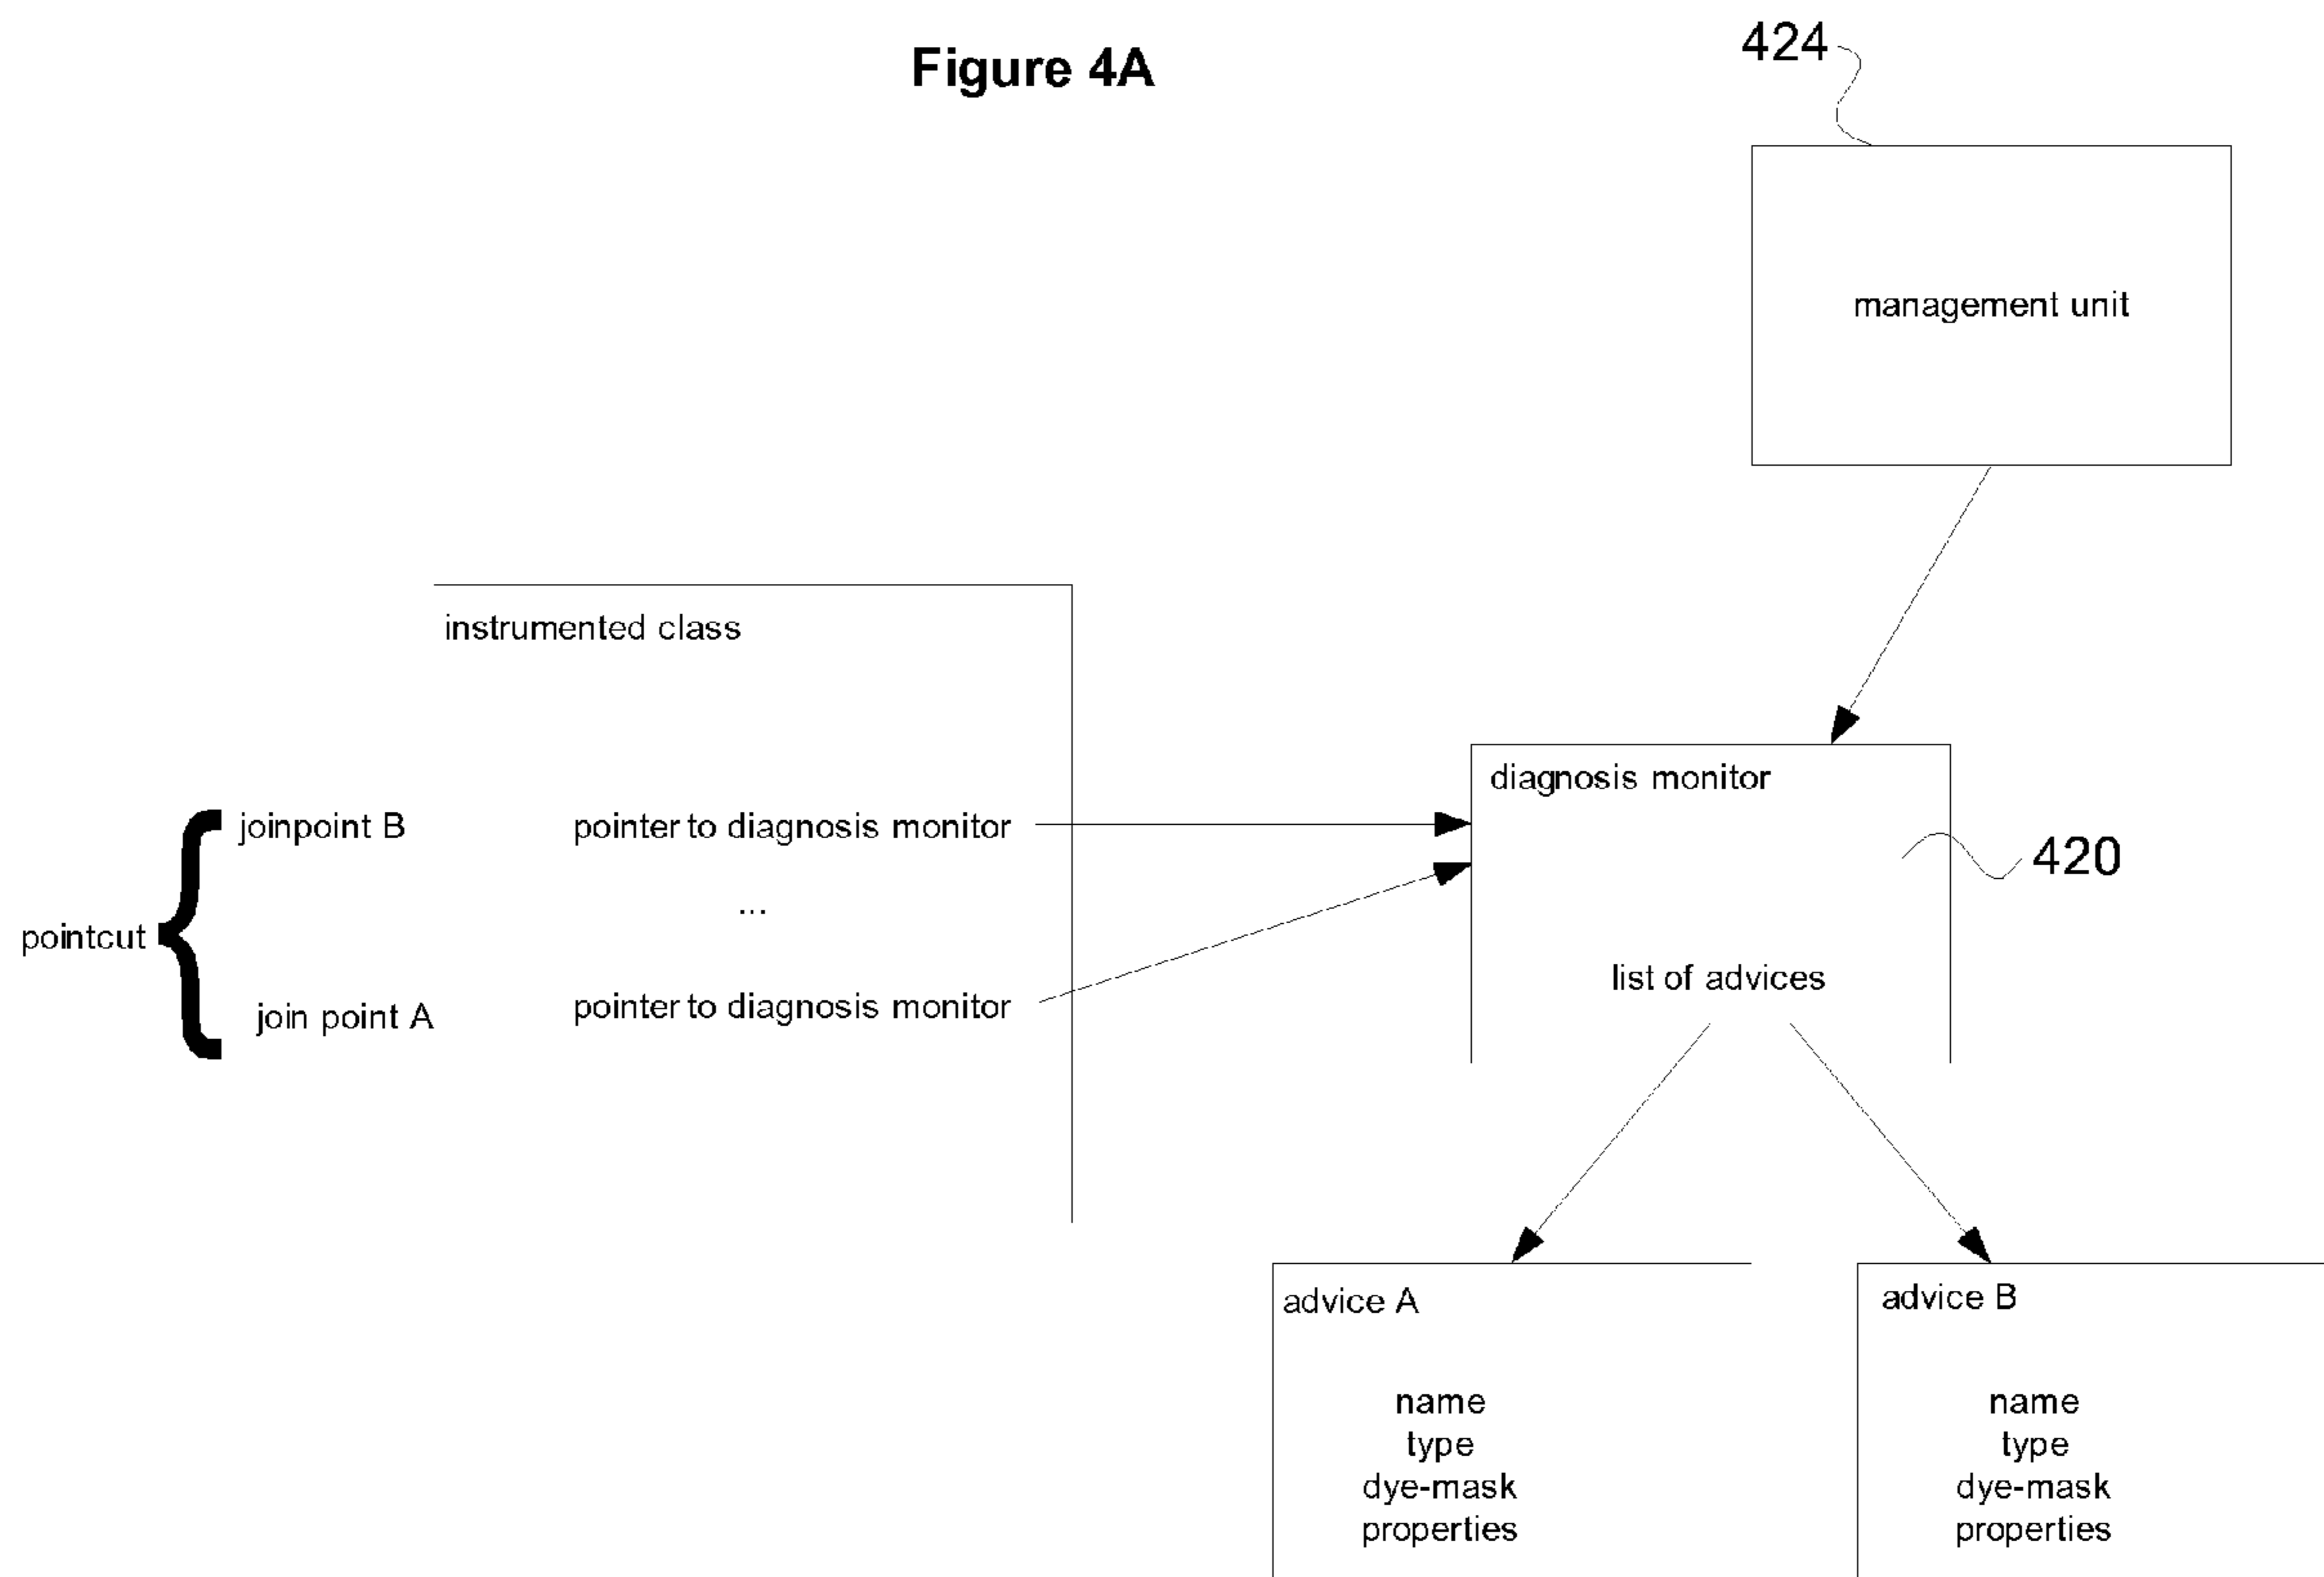 Figure 4A
424
management unit
instrumented class
diagnosis monitor
joinpoint B
pointer to diagnosis monitor
420
...
pointcut
list of advices
join point A
pointer to diagnosis monitor
advice A
name
type
dye-mask
properties
advice B
name
type
dye-mask
properties